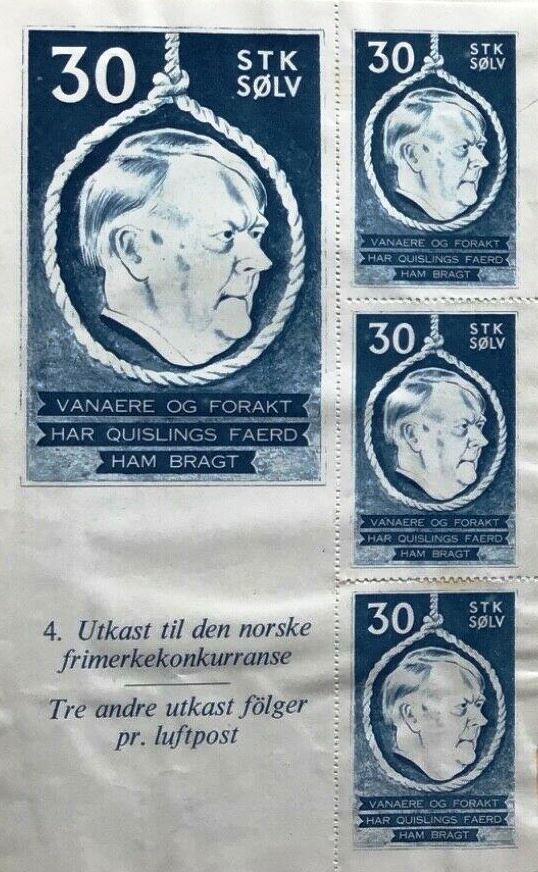 30 STK
SØLV
VANAERE OG FORAKT
HAR QUISLINGS FAERD
HAM BRAGT
4. Utkast til den norske
frimerkekonkurranse
Tre andre utkast fölger
pr. luftpost
30 STK
SØLV
VANAERE OG FORAKT
HAR QUISLINGS FAERD
HAM BRAGT
30 STK
SØLV
VANAERE OG FORAKT
HAR QUISLINGS FAERD
HAM BRAGT
30 STK
SØLV
VANAERE OG FORAKT
HAR QUISLINGS FAERD
HAM BRAGT